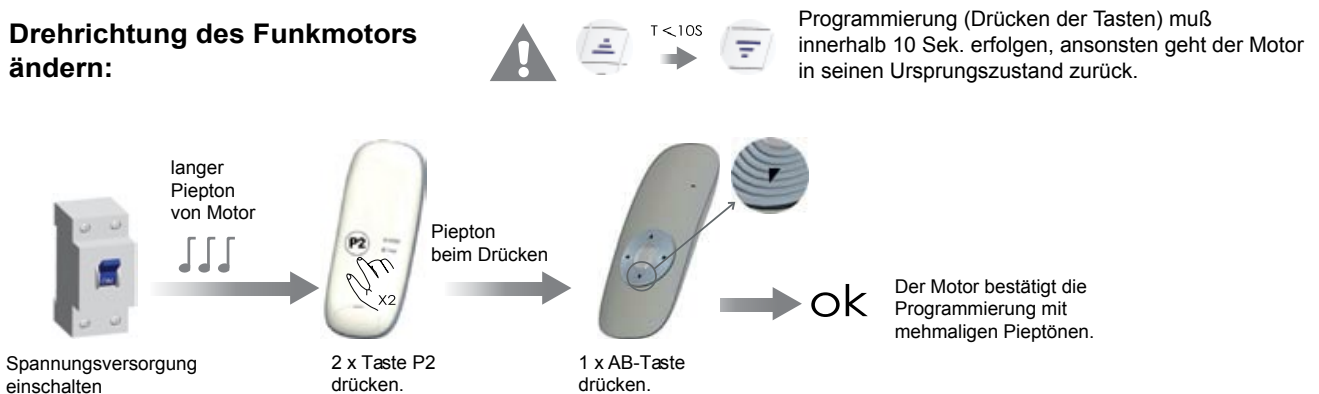 Drehrichtung des Funkmotors
ändern:
T<10S
Programmierung (Drücken der Tasten) muß
innerhalb 10 Sek. erfolgen, ansonsten geht der Motor
in seinen Ursprungszustand zurück.
langer
Piepton
von Motor
P2
X2
Piepton
beim Drücken
ok
Der Motor bestätigt die
Programmierung mit
mehmaligen Pieptönen.
Spannungsversorgung
einschalten
2 x Taste P2
drücken.
1 x AB-Taste
drücken.